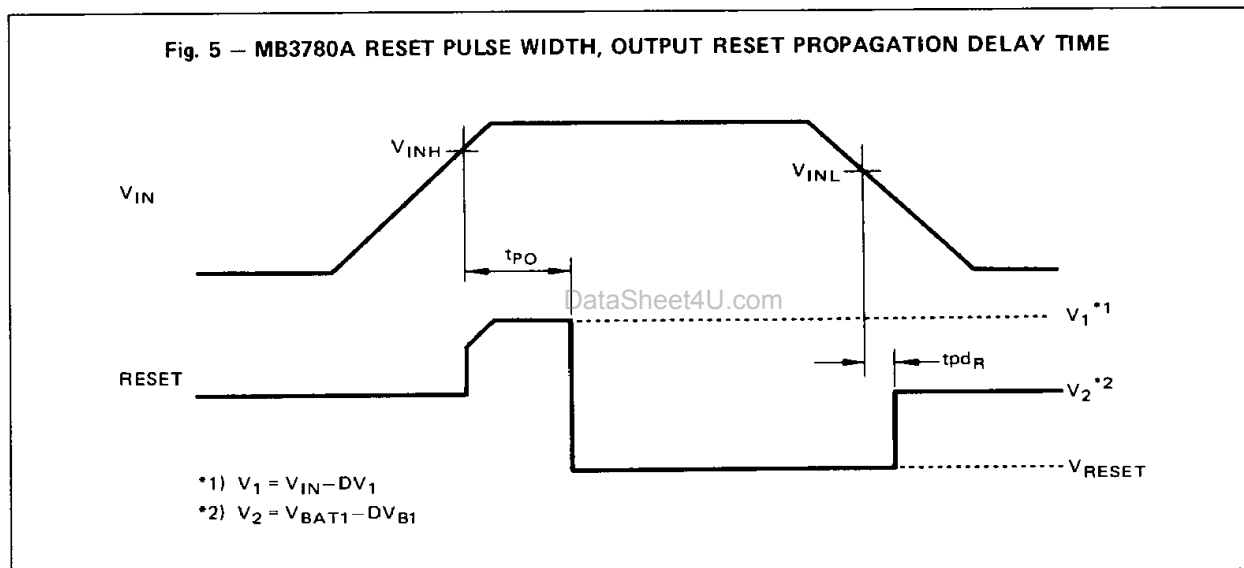 Fig. 5 – MB3780A RESET PULSE WIDTH, OUTPUT RESET PROPAGATION DELAY TIME
VINH
VINL
VIN
tPO
DataSheet4U.com
V1*1
tpdR
RESET
V2*2
VRESET
*1) V1 = VIN–DV1
*2) V2 = VBAT1–DVB1